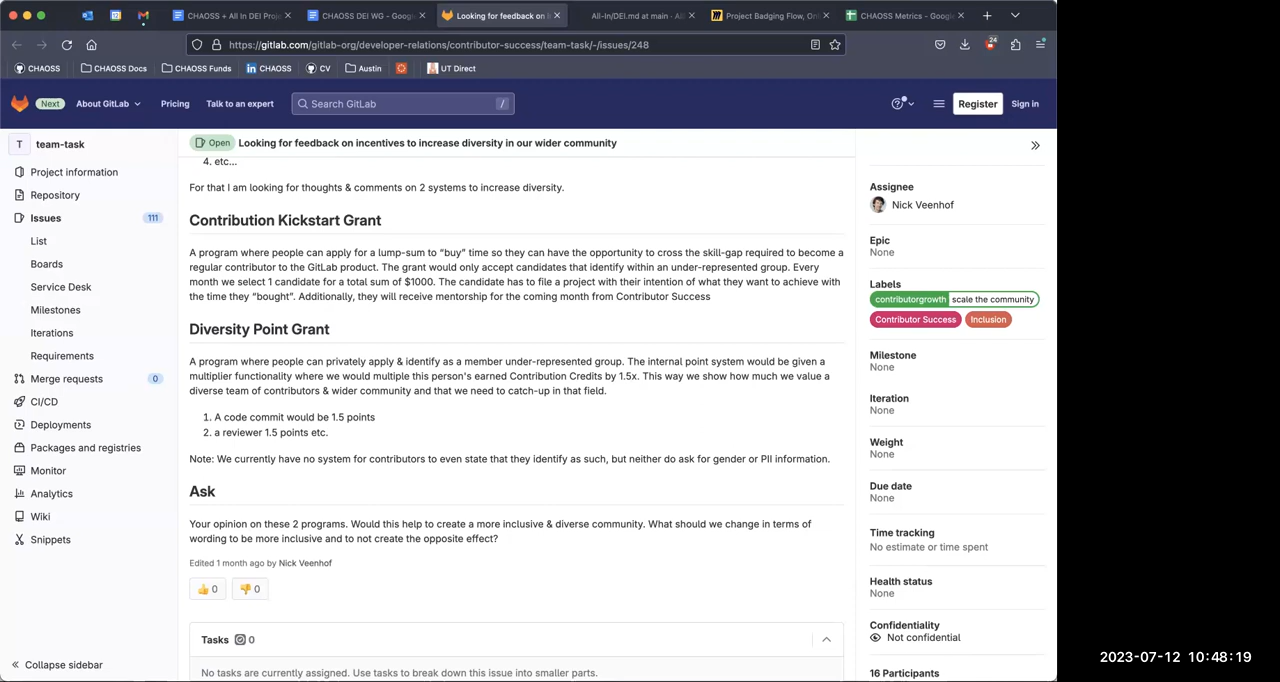 CHAOSS + All In DEI Proje
CHAOSS DEI WG - Google
Looking for feedback on i
All-In/DEI.md at main · All-
Project Badging Flow, Onl
CHAOSS Metrics - Google
https://gitlab.com/gitlab-org/developer-relations/contributor-success/team-task/-/issues/248
24
CHAOSS
CHAOSS Docs
CHAOSS Funds
CHAOSS
CV
Austin
UT Direct
Next
About GitLab
Pricing
Talk to an expert
Search GitLab
/
Register
Sign in
T
team-task
Project information
Repository
Issues
111
List
Boards
Service Desk
Milestones
Iterations
Requirements
Merge requests
0
CI/CD
Deployments
Packages and registries
Monitor
Analytics
Wiki
Snippets
Collapse sidebar
Open
Looking for feedback on incentives to increase diversity in our wider community
4. etc...
For that I am looking for thoughts & comments on 2 systems to increase diversity.
Contribution Kickstart Grant
A program where people can apply for a lump-sum to “buy” time so they can have the opportunity to cross the skill-gap required to become a
regular contributor to the GitLab product. The grant would only accept candidates that identify within an under-represented group. Every
month we select 1 candidate for a total sum of $1000. The candidate has to file a project with their intention of what they want to achieve with
the time they “bought”. Additionally, they will receive mentorship for the coming month from Contributor Success
Diversity Point Grant
A program where people can privately apply & identify as a member under-represented group. The internal point system would be given a
multiplier functionality where we would multiple this person's earned Contribution Credits by 1.5x. This way we show how much we value a
diverse team of contributors & wider community and that we need to catch-up in that field.
1. A code commit would be 1.5 points
2. a reviewer 1.5 points etc.
Note: We currently have no system for contributors to even state that they identify as such, but neither do ask for gender or PII information.
Ask
Your opinion on these 2 programs. Would this help to create a more inclusive & diverse community. What should we change in terms of
wording to be more inclusive and to not create the opposite effect?
Edited 1 month ago by Nick Veenhof
0
0
Tasks
0
No tasks are currently assigned. Use tasks to break down this issue into smaller parts.
Assignee
Nick Veenhof
Epic
None
Labels
contributorgrowth scale the community
Contributor Success
Inclusion
Milestone
None
Iteration
None
Weight
None
Due date
None
Time tracking
No estimate or time spent
Health status
None
Confidentiality
Not confidential
16 Participants
2023-07-12 10:48:19